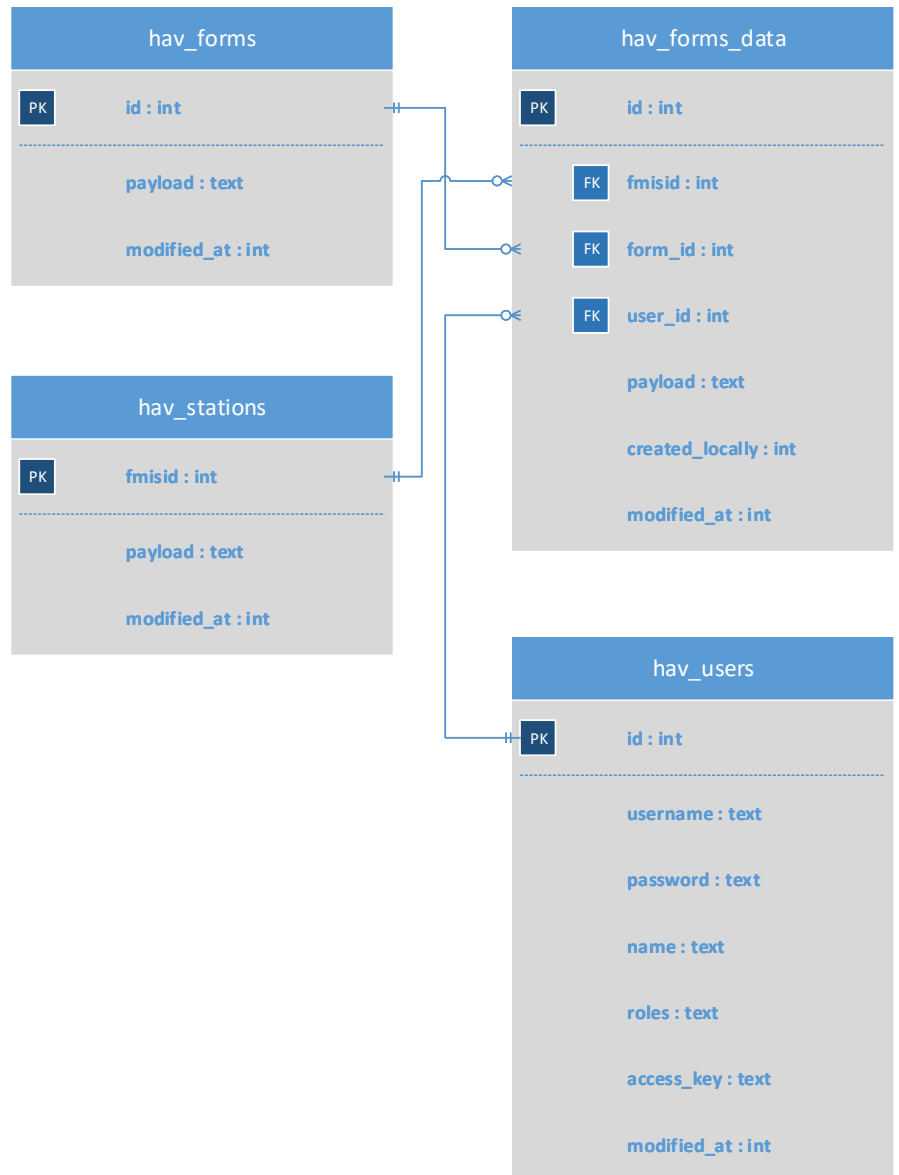 hav_forms
PK
id : int
payload : text
modified_at : int
hav_forms_data
PK
id : int
FK
fmisid : int
FK
form_id : int
FK
user_id : int
payload : text
created_locally : int
modified_at : int
hav_stations
PK
fmisid : int
payload : text
modified_at : int
hav_users
PK
id : int
username : text
password : text
name : text
roles : text
access_key : text
modified_at : int